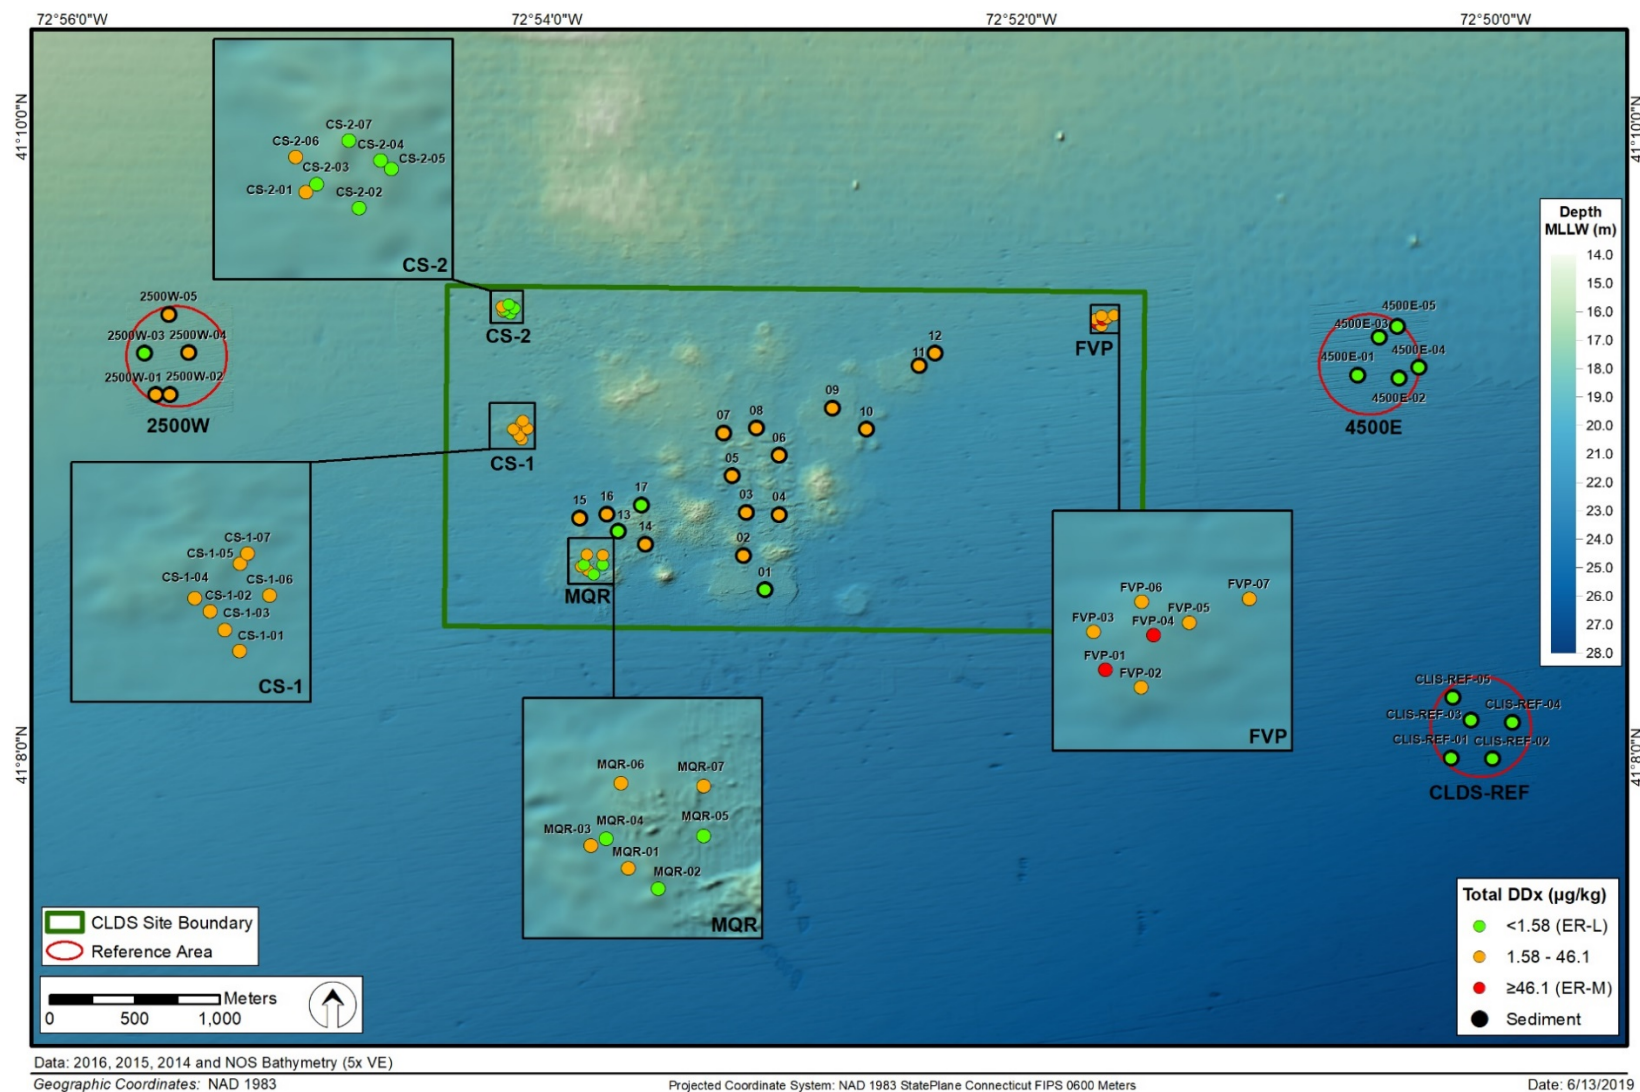 72°56'0"W 72°54'0"W 72°52'0"W 72°50'0"W
41°10'0"N
41°10'0"N
CS-2-07
CS-2-06
CS-2-04
CS-2-05
CS-2-03
CS-2-01
CS-2-02
CS-2
Depth
MLLW (m)
14.0
15.0
16.0
17.0
18.0
19.0
20.0
21.0
22.0
23.0
24.0
25.0
26.0
27.0
28.0
2500W-05
2500W-03
2500W-04
2500W-01
2500W-02
2500W
CS-2
FVP
4500E-05
4500E-03
4500E-01
4500E-04
4500E-02
4500E
12
11
09
10
08
07
06
05
03
04
02
01
CS-1
15
16
17
13
14
MQR
CS-1-07
CS-1-05
CS-1-04
CS-1-06
CS-1-02
CS-1-03
CS-1-01
CS-1
FVP-06
FVP-07
FVP-05
FVP-03
FVP-04
FVP-01
FVP-02
FVP
CLIS-REF-05
CLIS-REF-04
CLIS-REF-03
CLIS-REF-01
CLIS-REF-02
CLDS-REF
41°8'0"N
41°8'0"N
MQR-06
MQR-07
MQR-04
MQR-05
MQR-03
MQR-01
MQR-02
MQR
CLDS Site Boundary
Reference Area
Meters
0 500 1,000
Total DDx (µg/kg)
<1.58 (ER-L)
1.58 - 46.1
≥46.1 (ER-M)
Sediment
Data: 2016, 2015, 2014 and NOS Bathymetry (5x VE)
Geographic Coordinates: NAD 1983
Projected Coordinate System: NAD 1983 StatePlane Connecticut FIPS 0600 Meters
Date: 6/13/2019